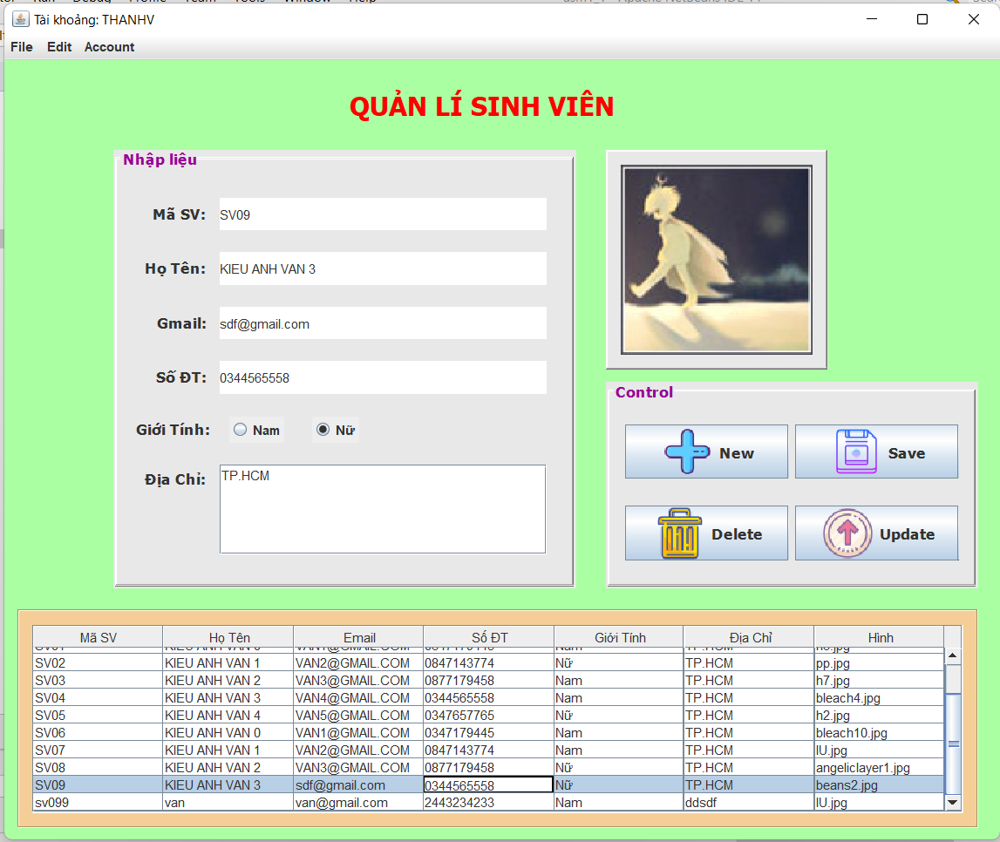 Tài khoảng: THANHV
File Edit Account
QUẢN LÍ SINH VIÊN
Nhập liệu
Mã SV: SV09
Họ Tên: KIEU ANH VAN 3
Gmail: sdf@gmail.com
Số ĐT: 0344565558
Giới Tính: Nam Nữ
Địa Chỉ: TP.HCM
Control
New Save
Delete Update
Mã SV Họ Tên Email Số ĐT Giới Tính Địa Chỉ Hình
SV02 KIEU ANH VAN 1 VAN2@GMAIL.COM 0847143774 Nữ TP.HCM pp.jpg
SV03 KIEU ANH VAN 2 VAN3@GMAIL.COM 0877179458 Nam TP.HCM h7.jpg
SV04 KIEU ANH VAN 3 VAN4@GMAIL.COM 0344565558 Nam TP.HCM bleach4.jpg
SV05 KIEU ANH VAN 4 VAN5@GMAIL.COM 0347657765 Nữ TP.HCM h2.jpg
SV06 KIEU ANH VAN 0 VAN1@GMAIL.COM 0347179445 Nam TP.HCM bleach10.jpg
SV07 KIEU ANH VAN 1 VAN2@GMAIL.COM 0847143774 Nam TP.HCM IU.jpg
SV08 KIEU ANH VAN 2 VAN3@GMAIL.COM 0877179458 Nữ TP.HCM angeliclayer1.jpg
SV09 KIEU ANH VAN 3 sdf@gmail.com 0344565558 Nữ TP.HCM beans2.jpg
sv099 van van@gmail.com 2443234233 Nam ddsdf IU.jpg